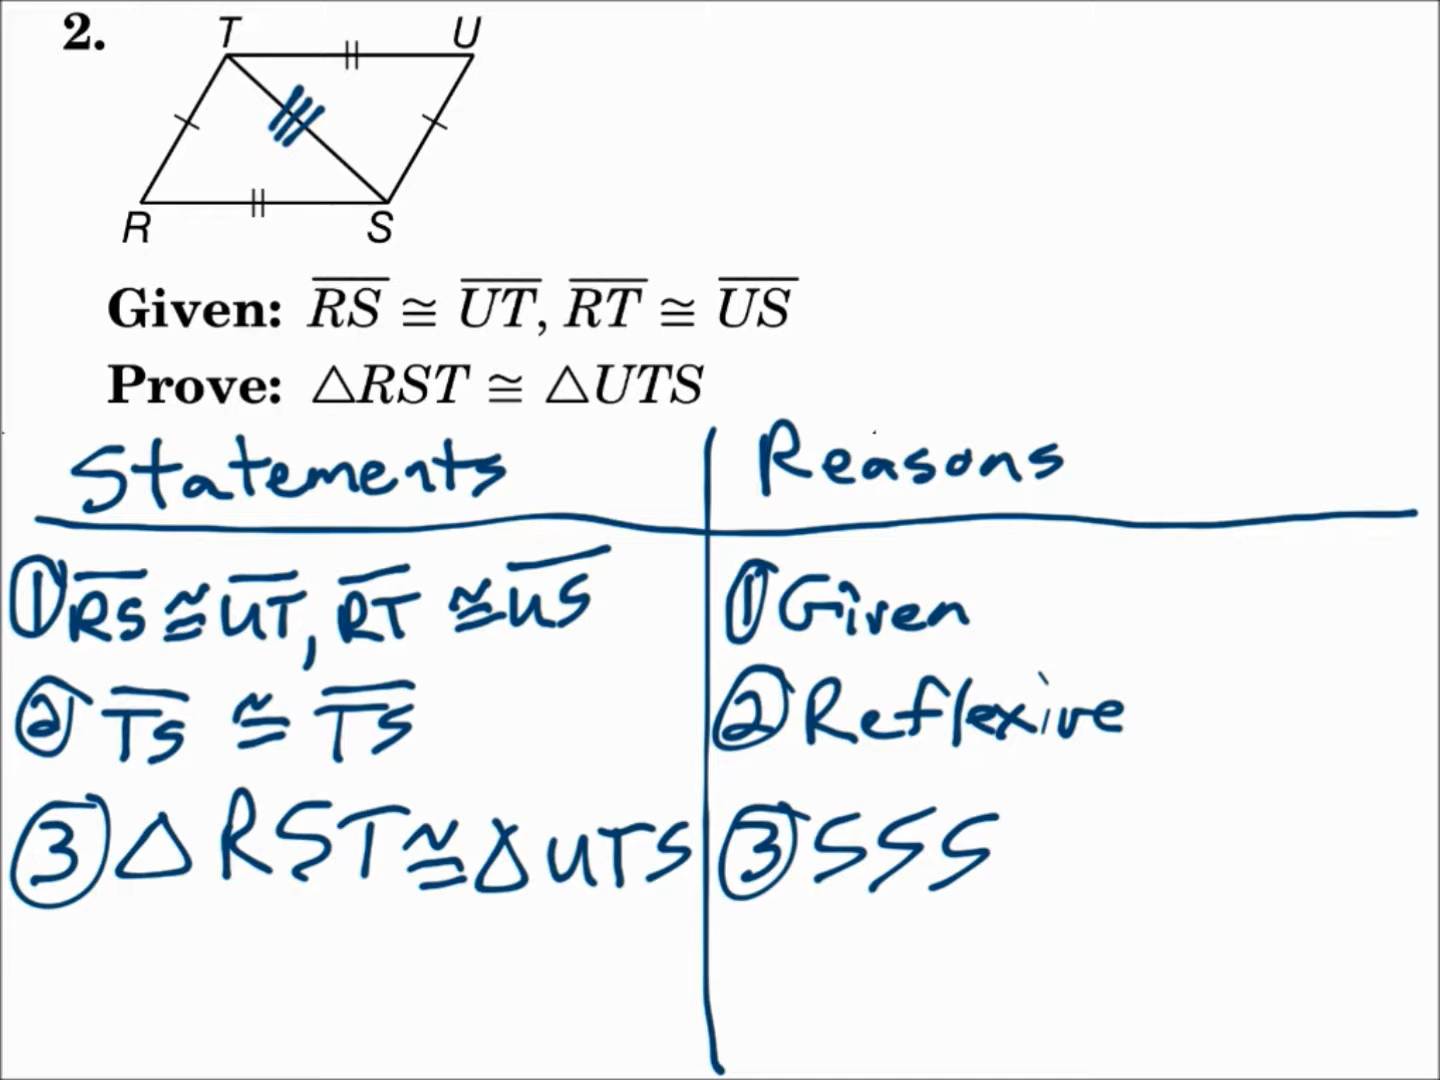 2.
T U
R S
Given: RS ≅ UT, RT ≅ US
Prove: △RST ≅ △UTS
Statements Reasons
① RS ≅ UT, RT ≅ US ① Given
② TS ≅ TS ② Reflexive
③ △ RST ≅ △ UTS ③ SSS